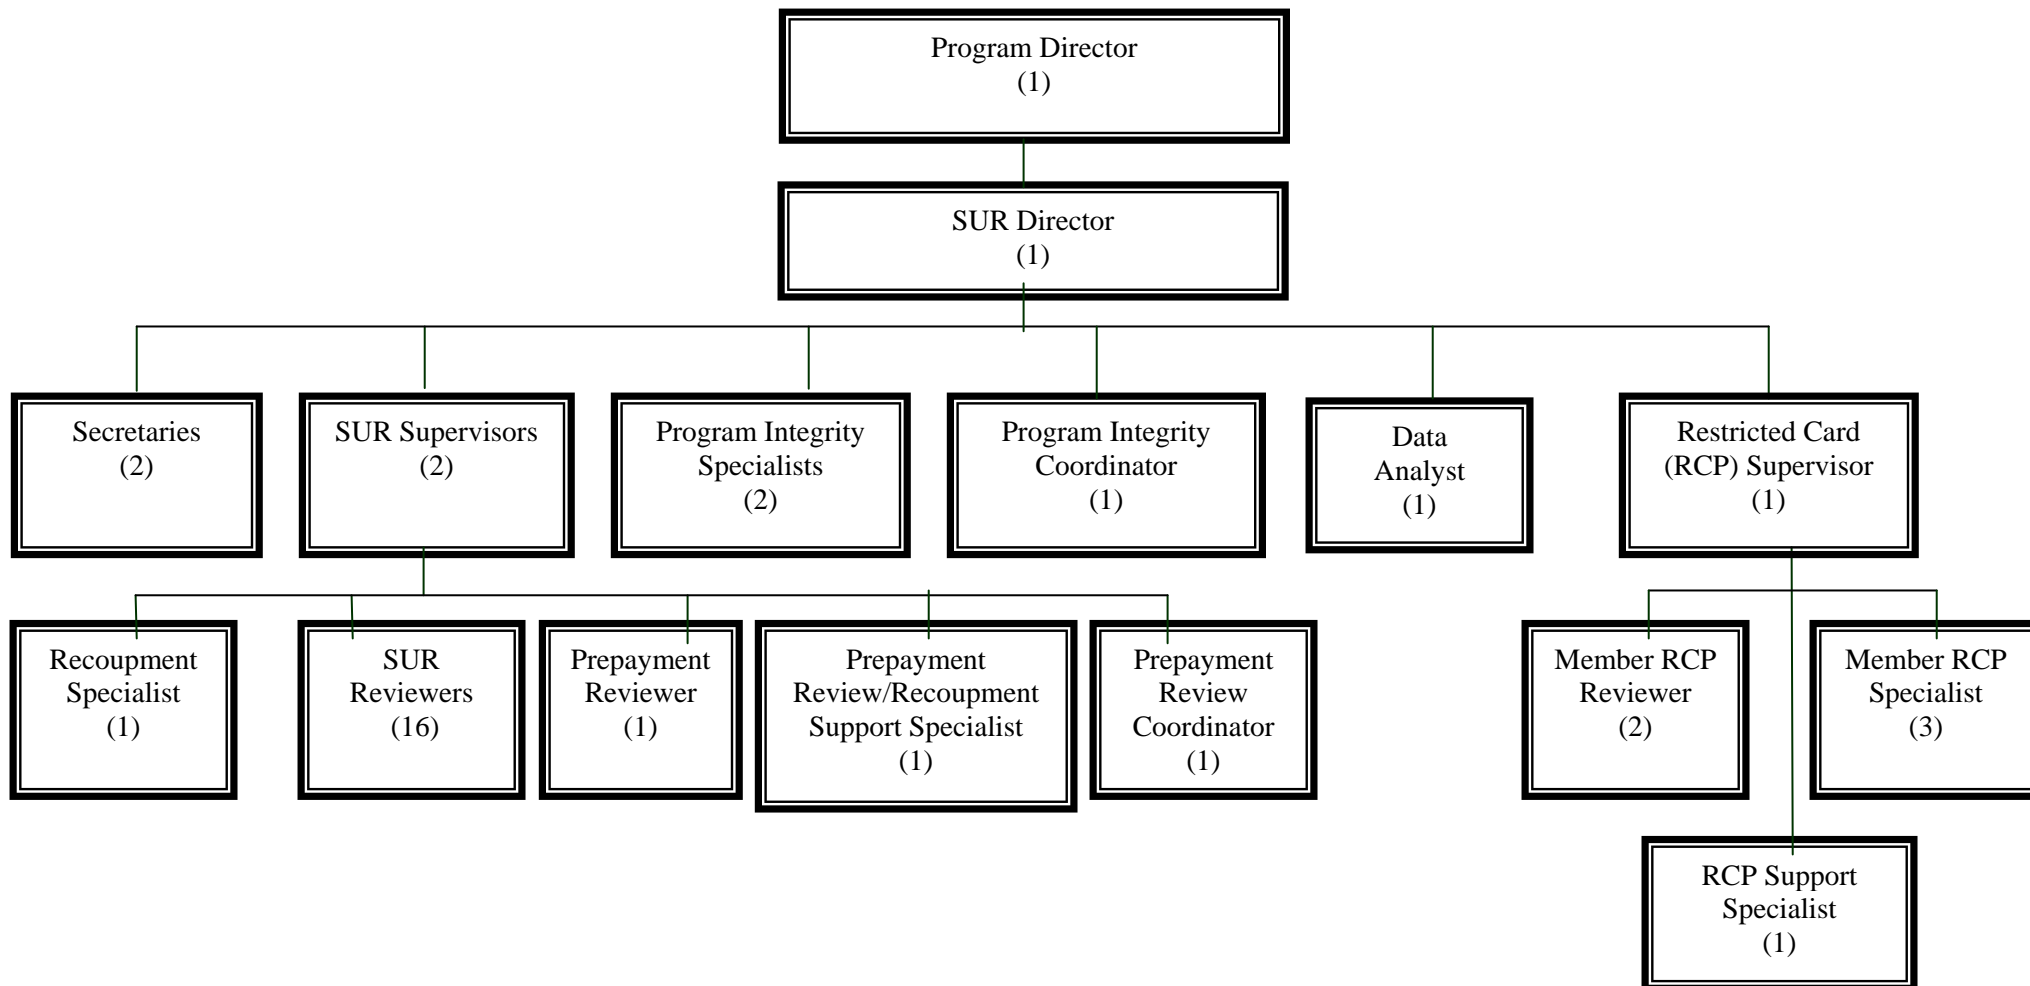 Program Director
(1)
SUR Director
(1)
Secretaries
(2)
SUR Supervisors
(2)
Program Integrity
Specialists
(2)
Program Integrity
Coordinator
(1)
Data
Analyst
(1)
Restricted Card
(RCP) Supervisor
(1)
Recoupment
Specialist
(1)
SUR
Reviewers
(16)
Prepayment
Reviewer
(1)
Prepayment
Review/Recoupment
Support Specialist
(1)
Prepayment
Review
Coordinator
(1)
Member RCP
Reviewer
(2)
Member RCP
Specialist
(3)
RCP Support
Specialist
(1)